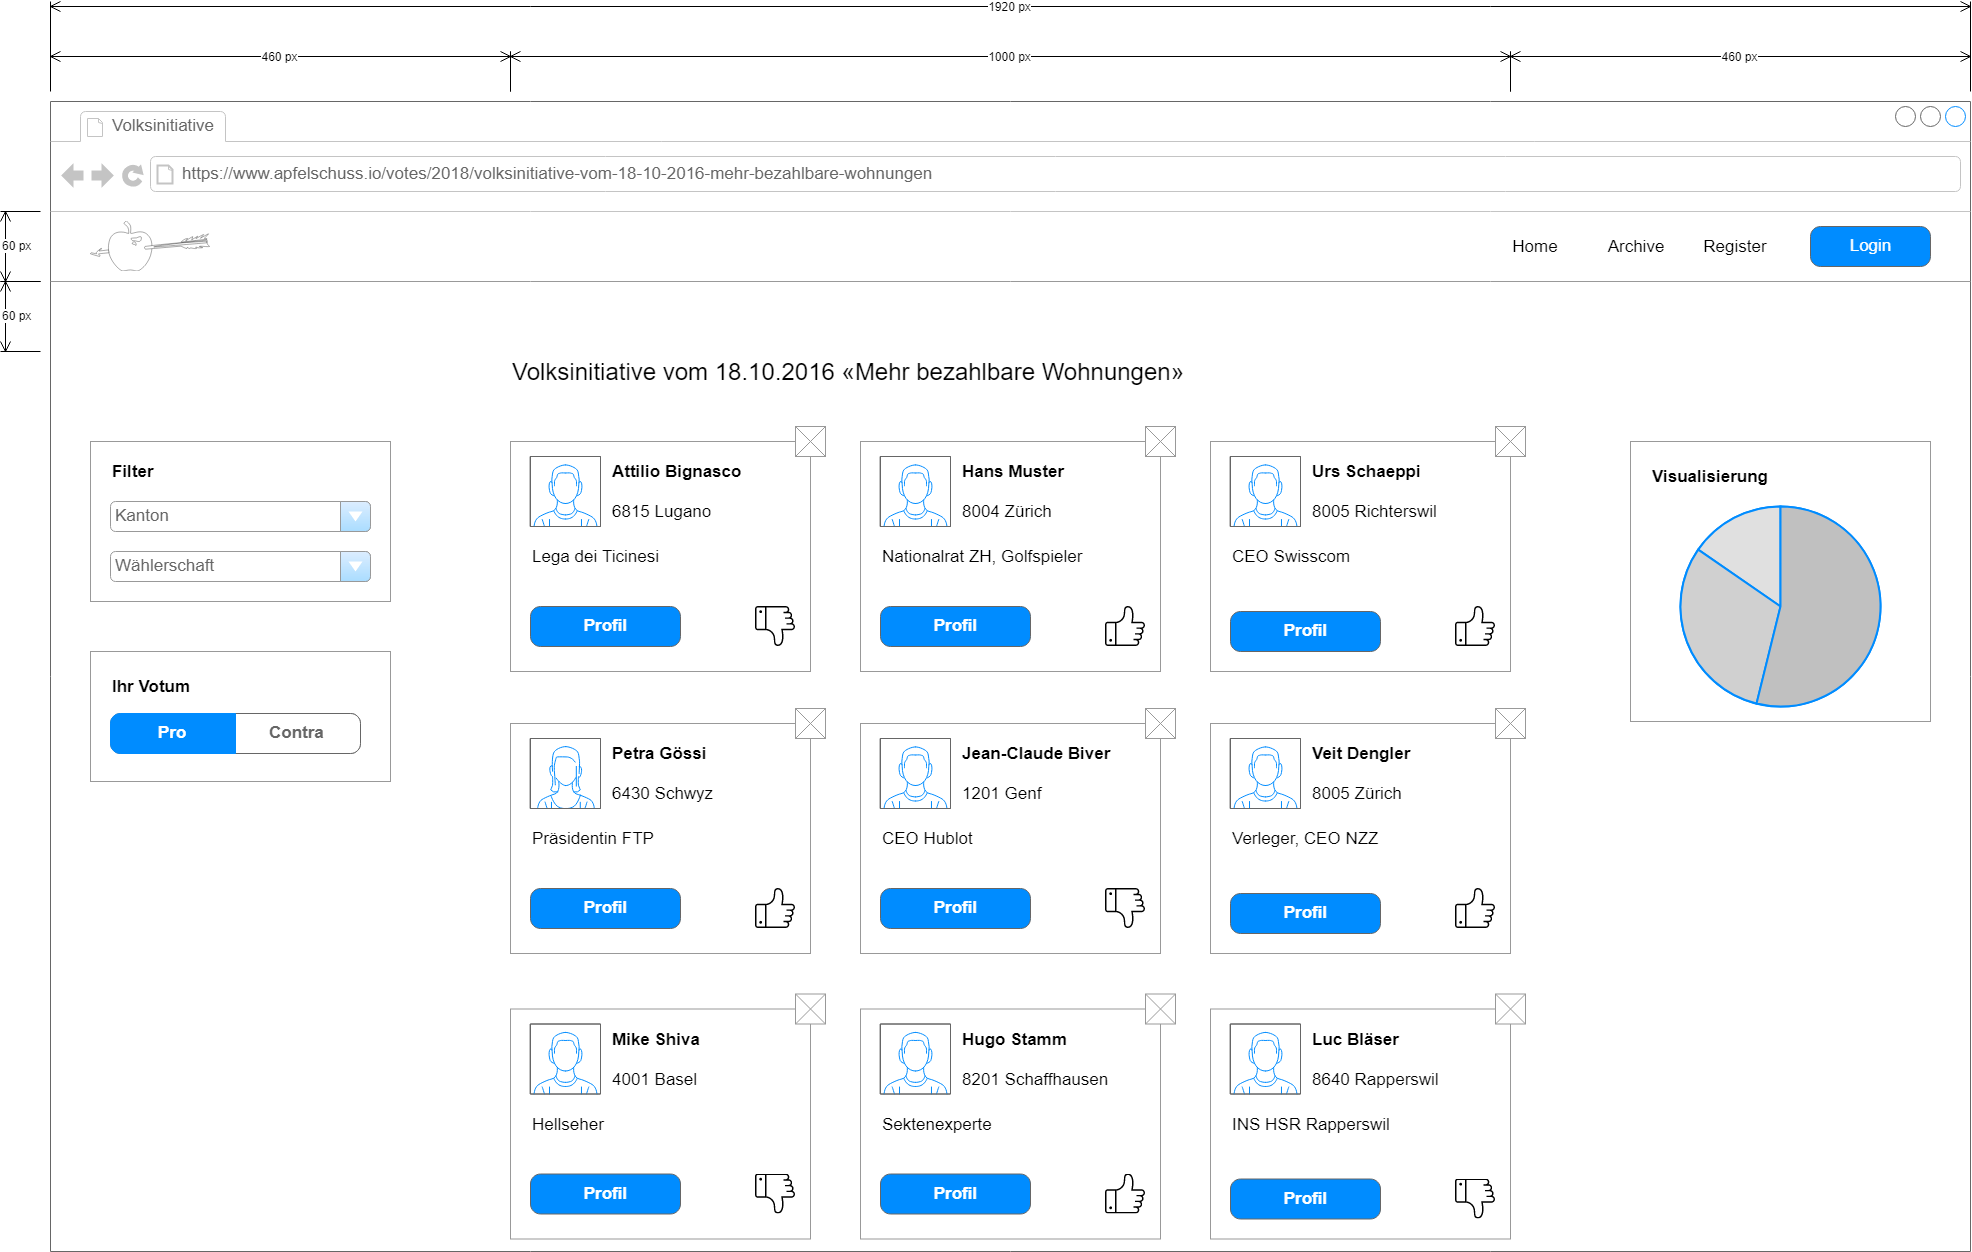 1920 px
460 px
1000 px
460 px
Volksinitiative
https://www.apfelschuss.io/votes/2018/volksinitiative-vom-18-10-2016-mehr-bezahlbare-wohnungen
60 px
Home
Archive
Register
Login
60 px
Volksinitiative vom 18.10.2016 «Mehr bezahlbare Wohnungen»
Filter
Kanton
Wählerschaft
Ihr Votum
Pro
Contra
Attilio Bignasco
6815 Lugano
Lega dei Ticinesi
Profil
Hans Muster
8004 Zürich
Nationalrat ZH, Golfspieler
Profil
Urs Schaeppi
8005 Richterswil
CEO Swisscom
Profil
Visualisierung
Petra Gössi
6430 Schwyz
Präsidentin FTP
Profil
Jean-Claude Biver
1201 Genf
CEO Hublot
Profil
Veit Dengler
8005 Zürich
Verleger, CEO NZZ
Profil
Mike Shiva
4001 Basel
Hellseher
Profil
Hugo Stamm
8201 Schaffhausen
Sektenexperte
Profil
Luc Bläser
8640 Rapperswil
INS HSR Rapperswil
Profil